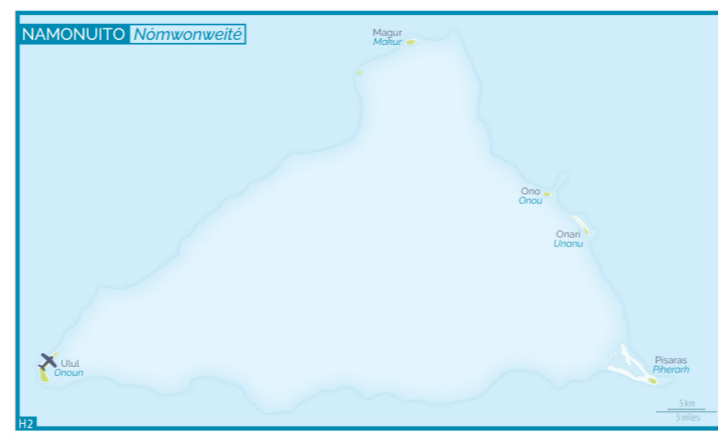 NAMONUITO Nómwonweité
Magur
Makur
Ono
Onou
Onari
Unanu
Ulul
Onoun
Pisaras
Piherarh
5 km
5 miles
H2